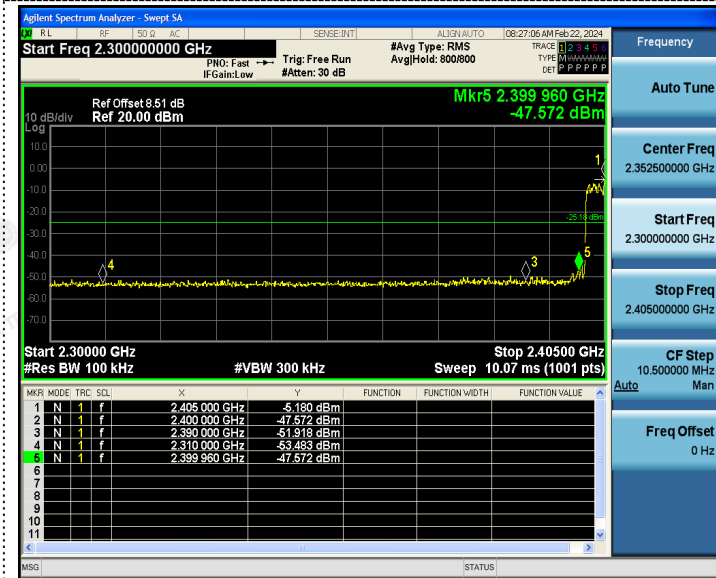 Agilent Spectrum Analyzer - Swept SA
LXI RL RF 50 Ω AC SENSE:INT ALIGN AUTO 08:27:06 AM Feb 22, 2024
Start Freq 2.300000000 GHz
PNO: Fast
IFGain:Low
Trig: Free Run
#Atten: 30 dB
#Avg Type: RMS
Avg|Hold: 800/800
TRACE 1 2 3 4 5 6
TYPE M
DET P P P P P P
Ref Offset 8.51 dB
10 dB/div Ref 20.00 dBm
Log
Mkr5 2.399 960 GHz
-47.572 dBm
10.0
0.00
-10.0
-20.0
-30.0
-40.0
-50.0
-60.0
-70.0
1
-25.18 dBm
4
3
5
Start 2.30000 GHz Stop 2.40500 GHz
#Res BW 100 kHz #VBW 300 kHz Sweep 10.07 ms (1001 pts)
MKR MODE TRC SCL X Y FUNCTION FUNCTION WIDTH FUNCTION VALUE
1 N 1 f 2.405 000 GHz -5.180 dBm
2 N 1 f 2.400 000 GHz -47.572 dBm
3 N 1 f 2.390 000 GHz -51.918 dBm
4 N 1 f 2.310 000 GHz -53.483 dBm
5 N 1 f 2.399 960 GHz -47.572 dBm
6
7
8
9
10
11
MSG STATUS
Frequency
Auto Tune
Center Freq
2.352500000 GHz
Start Freq
2.300000000 GHz
Stop Freq
2.405000000 GHz
CF Step
10.500000 MHz
Auto Man
Freq Offset
0 Hz